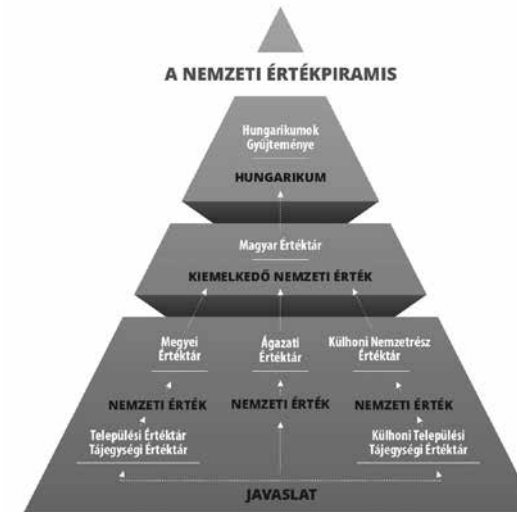 A NEMZETI ÉRTÉKPIRAMIS
Hungarikumok
Gyűjteménye
HUNGARIKUM
Magyar Értéktár
KIEMELKEDŐ NEMZETI ÉRTÉK
Megyei
Értéktár
Ágazati
Értéktár
Külhoni Nemzetrész
Értéktár
NEMZETI ÉRTÉK
NEMZETI ÉRTÉK
NEMZETI ÉRTÉK
Települési Értéktár
Tájegységi Értéktár
Külhoni Települési
Tájegységi Értéktár
JAVASLAT